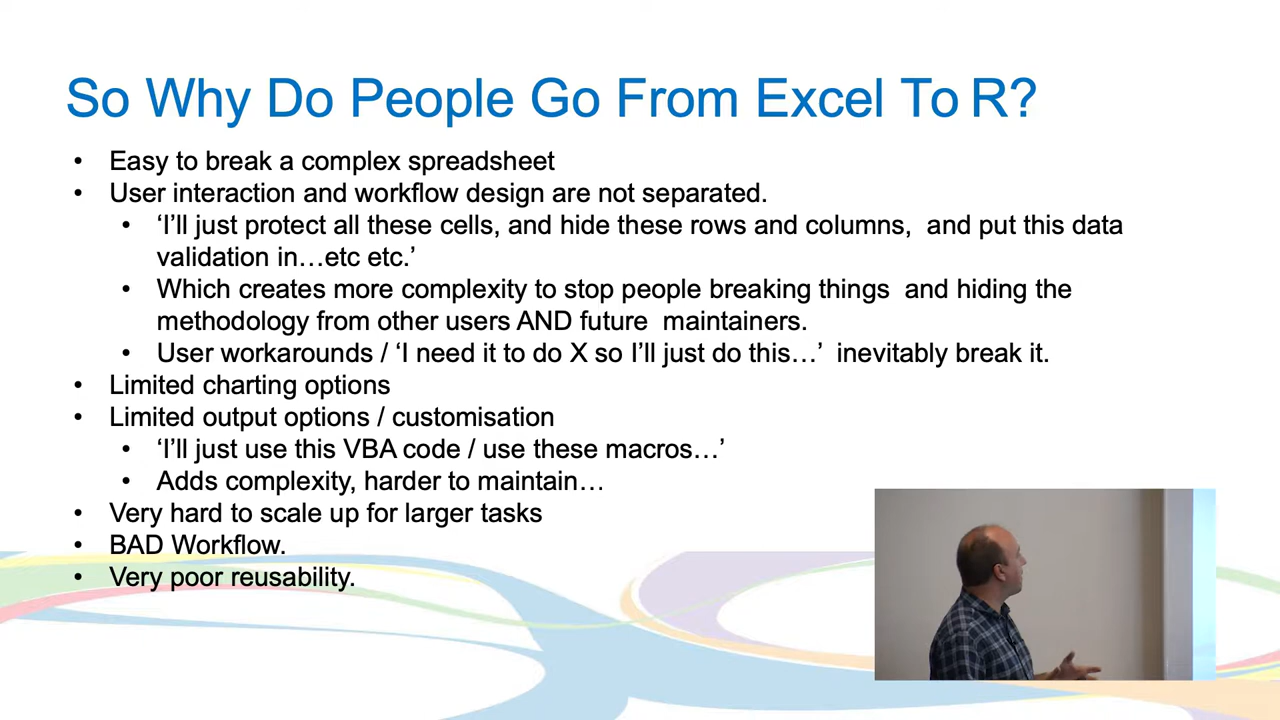 So Why Do People Go From Excel To R?
• Easy to break a complex spreadsheet
• User interaction and workflow design are not separated.
• ‘I’ll just protect all these cells, and hide these rows and columns,  and put this data
validation in…etc etc.’
• Which creates more complexity to stop people breaking things  and hiding the
methodology from other users AND future  maintainers.
• User workarounds / ‘I need it to do X so I’ll just do this…’  inevitably break it.
• Limited charting options
• Limited output options / customisation
• ‘I’ll just use this VBA code / use these macros…’
• Adds complexity, harder to maintain…
• Very hard to scale up for larger tasks
• BAD Workflow.
• Very poor reusability.